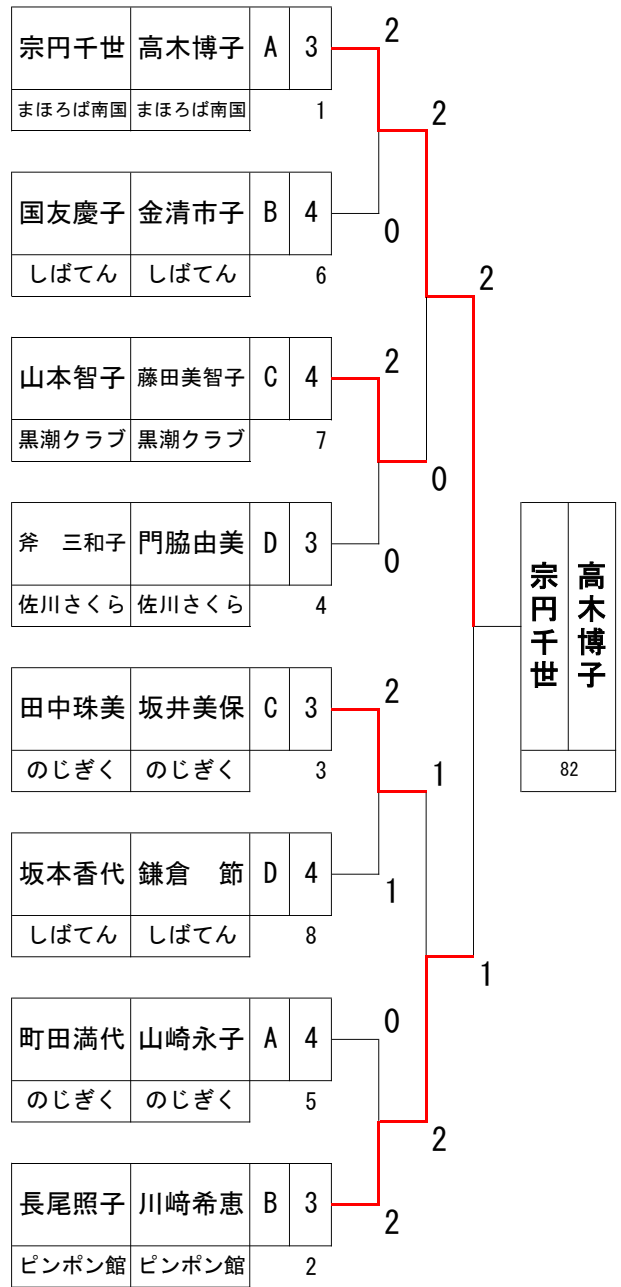 宗円千世 高木博子 A 3
まほろば南国 まほろば南国 1
2
2
国友慶子 金清市子 B 4
しばてん しばてん 6
0
2
山本智子 藤田美智子 C 4
黒潮クラブ 黒潮クラブ 7
2
0
斧　三和子 門脇由美 D 3
佐川さくら 佐川さくら 4
0
田中珠美 坂井美保 C 3
のじぎく のじぎく 3
2
1
坂本香代 鎌倉　節 D 4
しばてん しばてん 8
1
1
町田満代 山崎永子 A 4
のじぎく のじぎく 5
0
2
長尾照子 川﨑希恵 B 3
ピンポン館 ピンポン館 2
2
高木博子
宗円千世
82